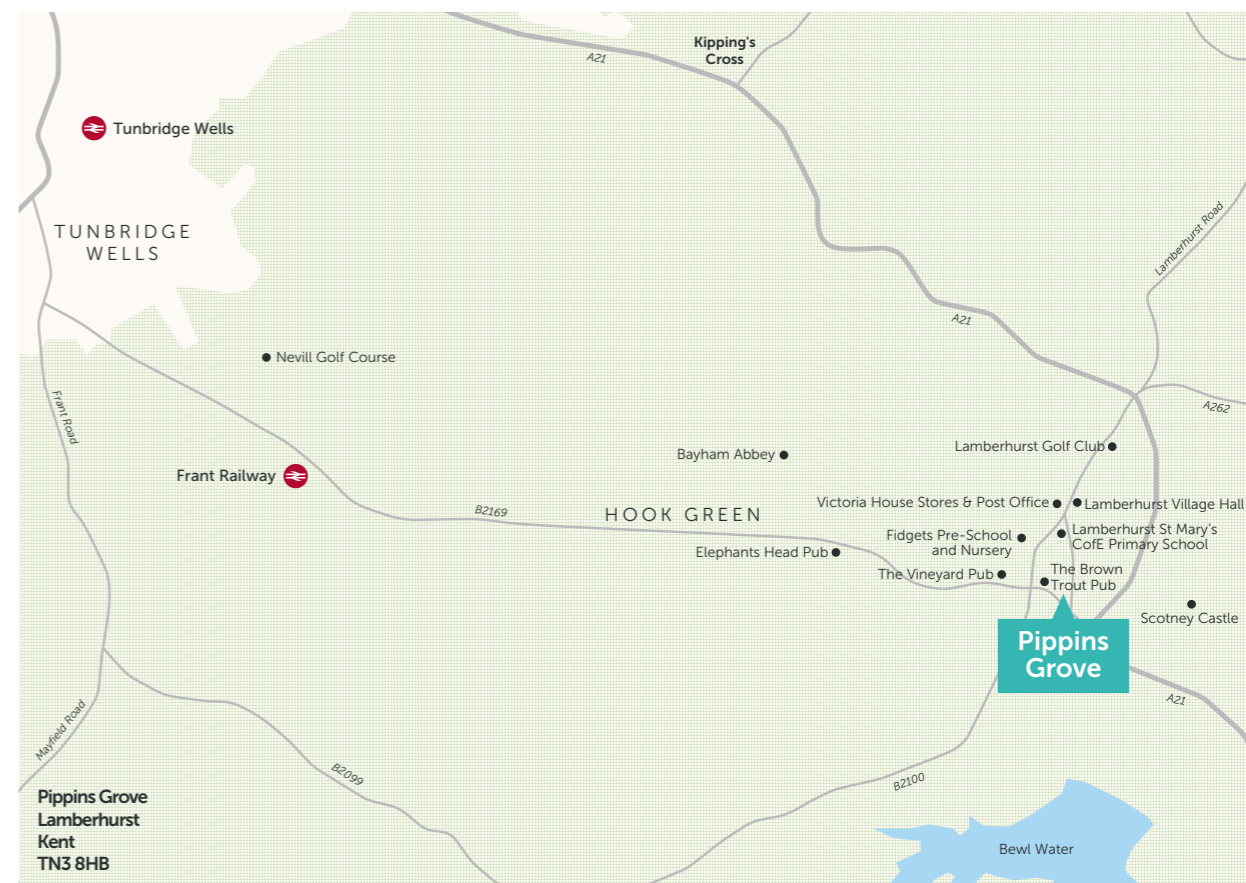 Kipping's
Cross
A21
Tunbridge Wells
TUNBRIDGE
WELLS
Lamberhurst Road
A21
Nevill Golf Course
Frant Road
A262
Lamberhurst Golf Club
Bayham Abbey
Frant Railway
Victoria House Stores & Post Office
Lamberhurst Village Hall
B2169
HOOK GREEN
Fidgets Pre-School
and Nursery
Lamberhurst St Mary's
CofE Primary School
Elephants Head Pub
The Vineyard Pub
The Brown
Trout Pub
Scotney Castle
Pippins
Grove
A21
Mayfield Road
B2099
B2100
Pippins Grove
Lamberhurst
Kent
TN3 8HB
Bewl Water